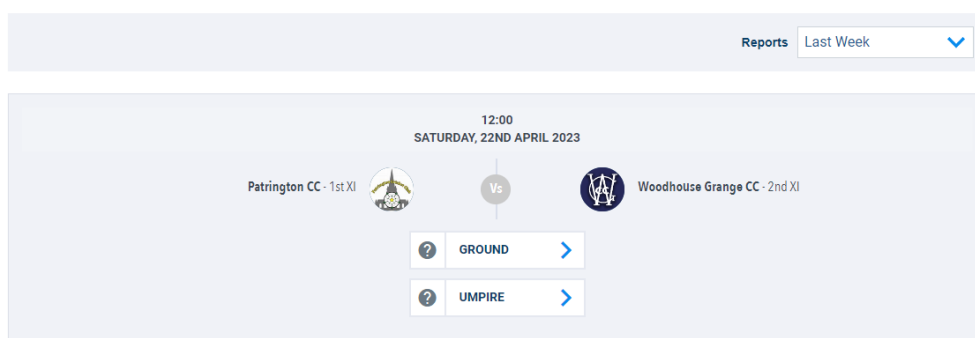 Reports Last Week
12:00
SATURDAY, 22ND APRIL 2023
Patrington CC - 1st XI Vs Woodhouse Grange CC - 2nd XI
? GROUND
? UMPIRE